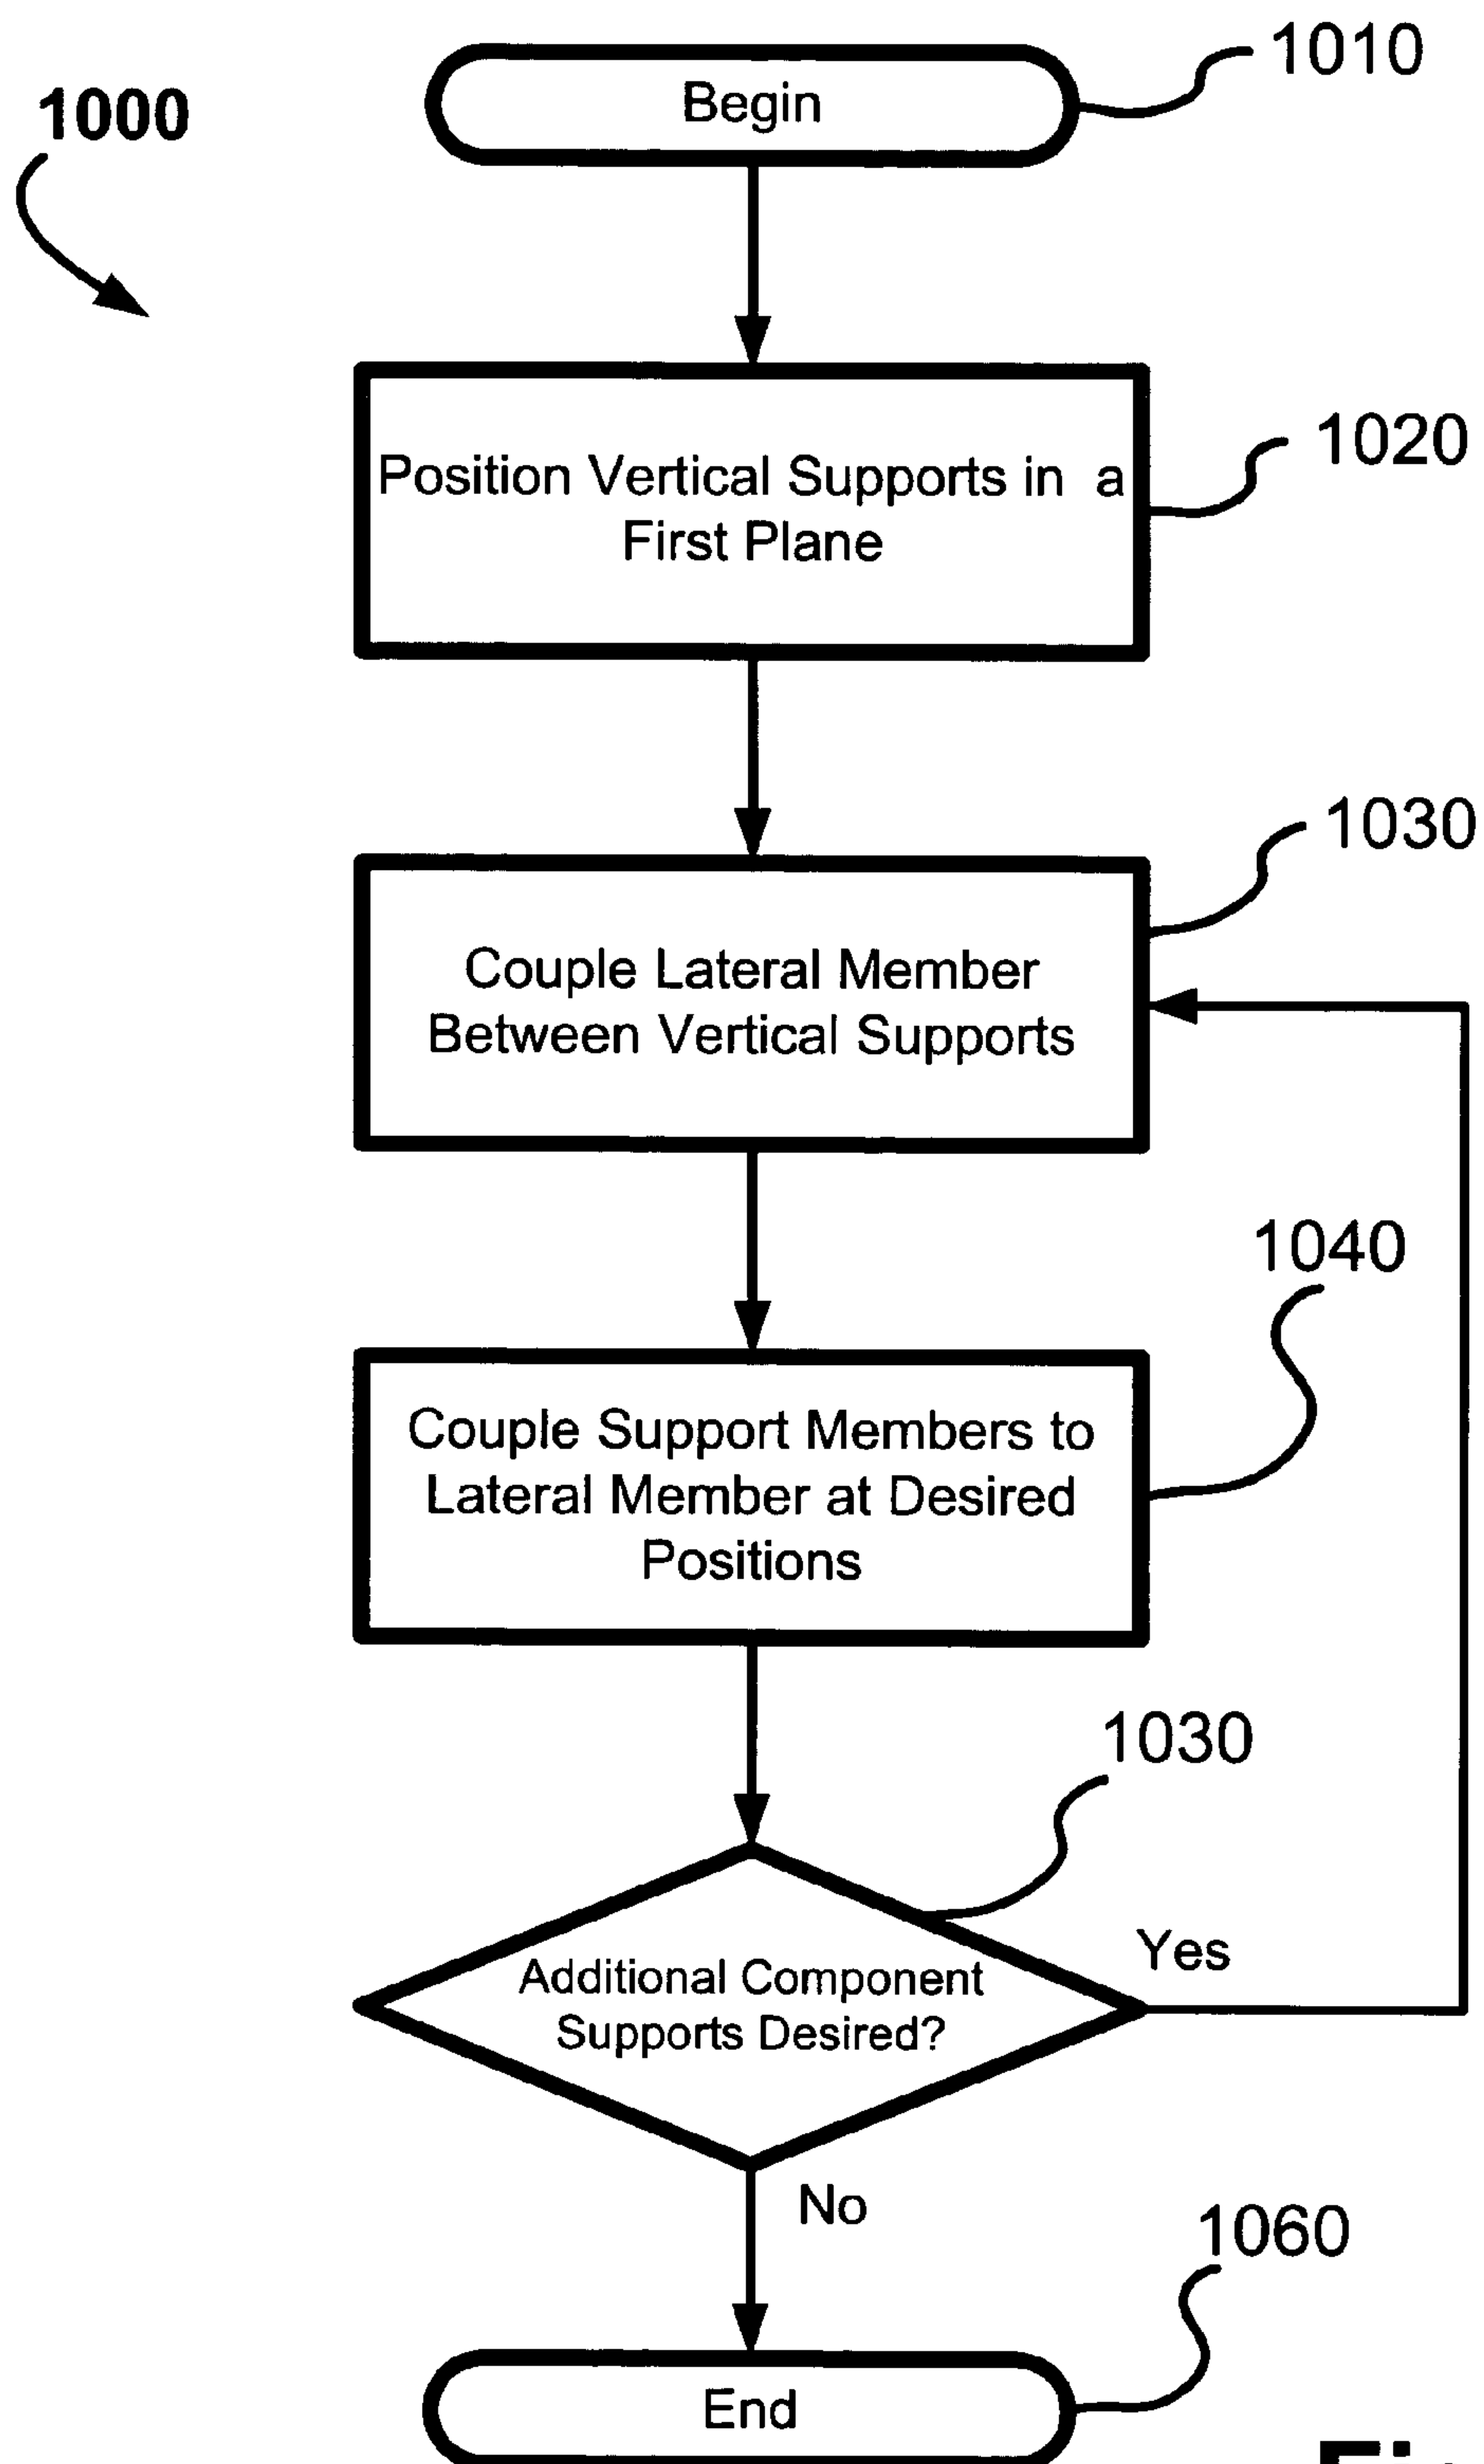 1010
Begin
1000
1020
Position Vertical Supports in a
First Plane
1030
Couple Lateral Member
Between Vertical Supports
1040
Couple Support Members to
Lateral Member at Desired
Positions
1030
Additional Component
Supports Desired?
Yes
No
1060
End